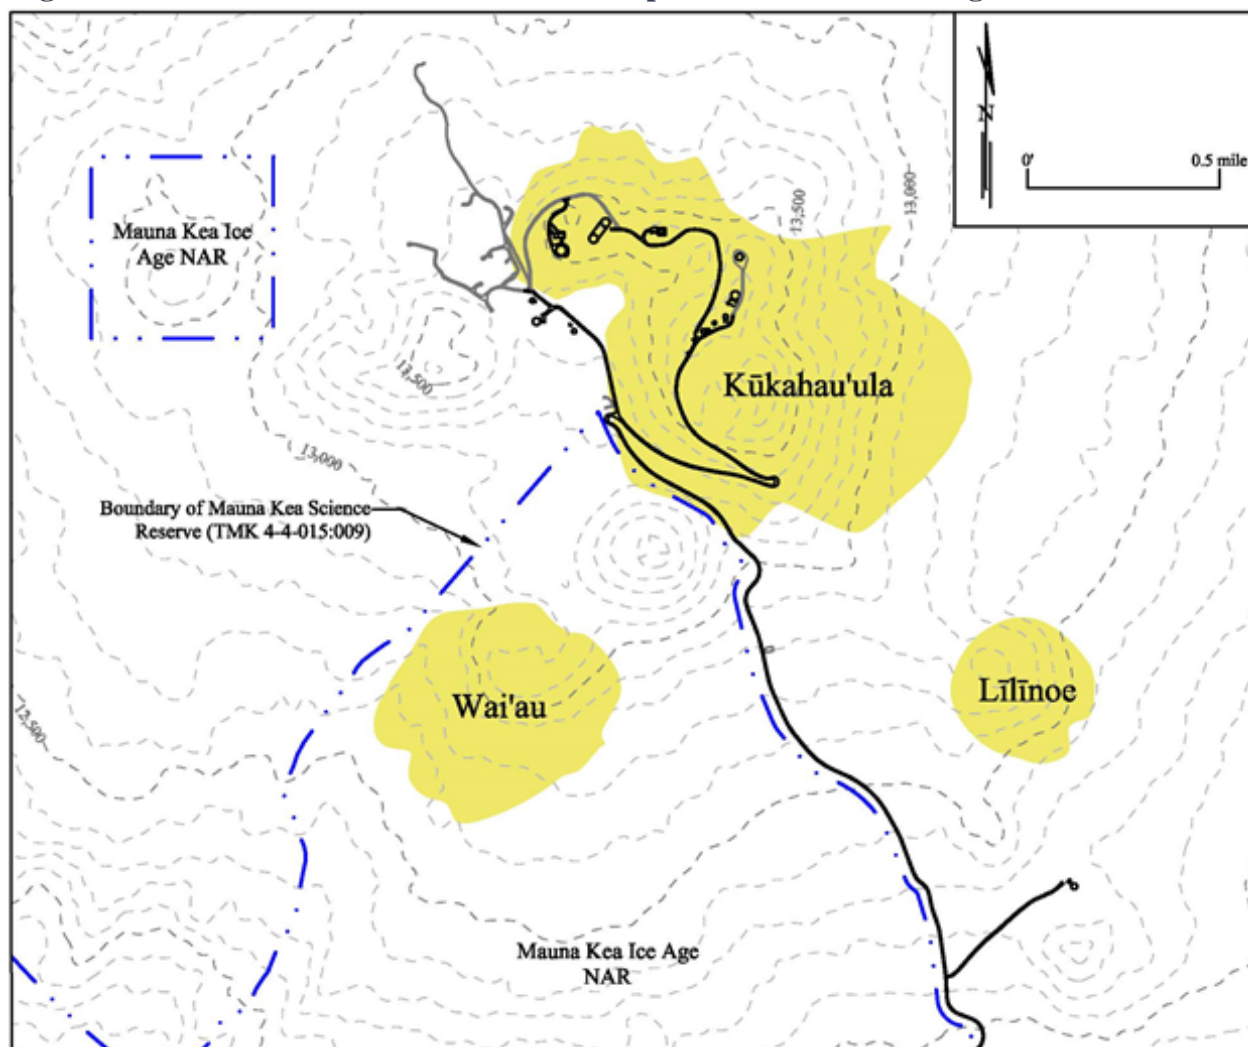 N
0'
0.5 mile
13,500
13,000
Mauna Kea Ice
Age NAR
13,500
Kūkahau'ula
13,000
Boundary of Mauna Kea Science
Reserve (TMK 4-4-015:009)
Wai'au
Līlīnoe
12,500
Mauna Kea Ice Age
NAR